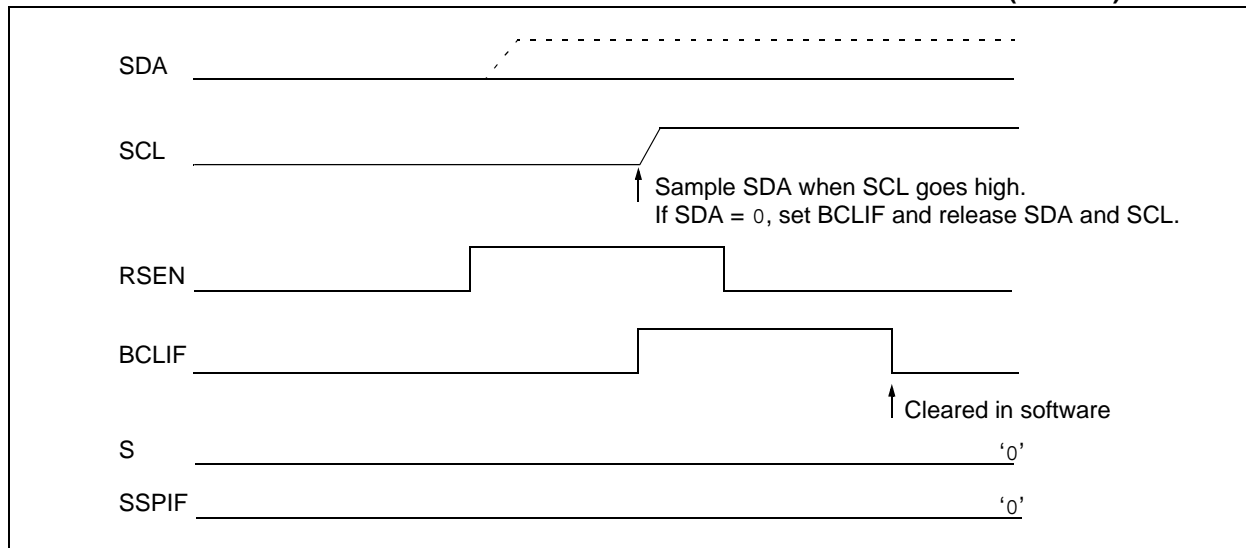 SDA
SCL
Sample SDA when SCL goes high.
If SDA = 0, set BCLIF and release SDA and SCL.
RSEN
BCLIF
Cleared in software
S
‘0’
SSPIF
‘0’